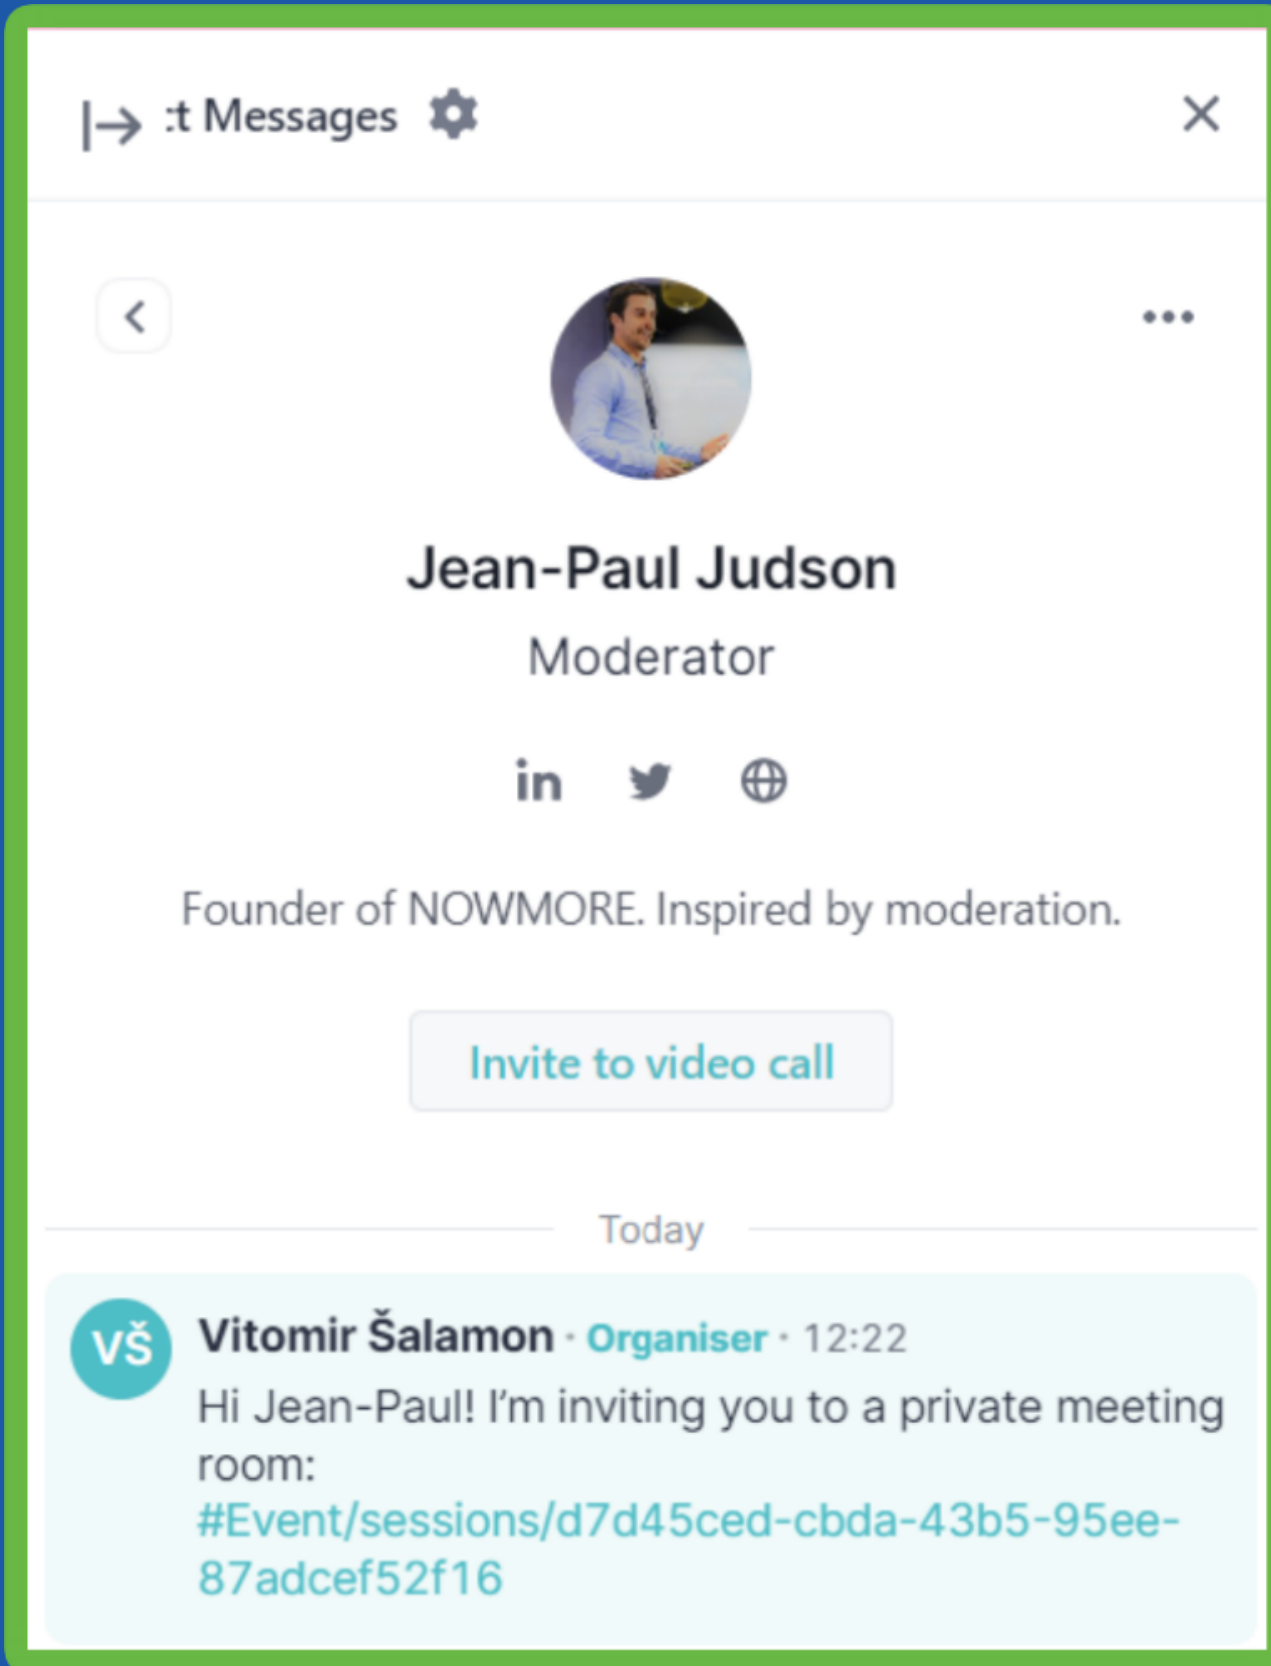 :t Messages
Jean-Paul Judson
Moderator
in
Founder of NOWMORE. Inspired by moderation.
Invite to video call
Today
VŠ
Vitomir Šalamon · Organiser · 12:22
Hi Jean-Paul! I'm inviting you to a private meeting
room:
#Event/sessions/d7d45ced-cbda-43b5-95ee-
87adcef52f16